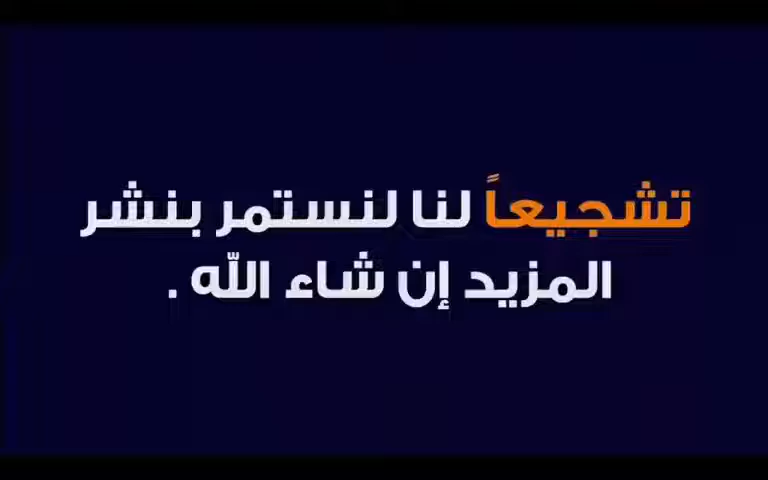 تشجيعاً لنا لنستمر بنشر
المزيد إن شاء الله .